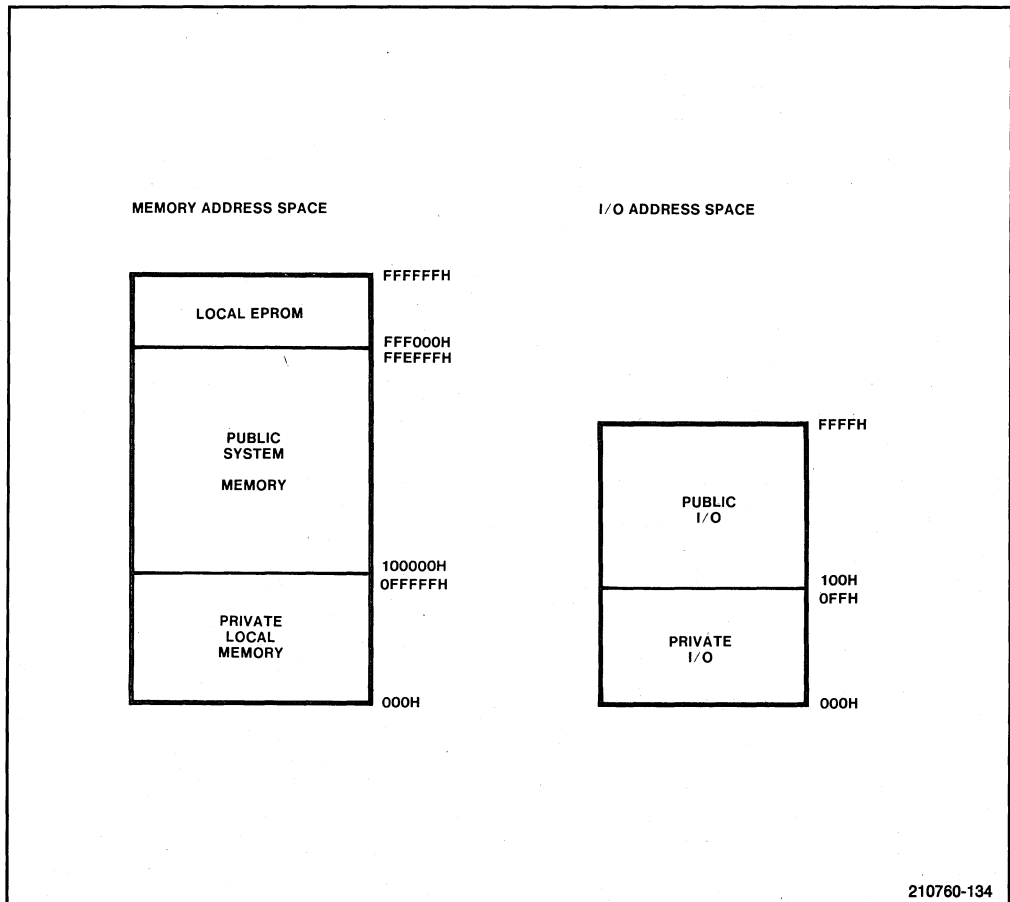 MEMORY ADDRESS SPACE
FFFFFFH
LOCAL EPROM
FFF000H
FFEFFFH
PUBLIC
SYSTEM
MEMORY
100000H
0FFFFFH
PRIVATE
LOCAL
MEMORY
000H
I/O ADDRESS SPACE
FFFFH
PUBLIC
I/O
100H
0FFH
PRIVATE
I/O
000H
210760-134